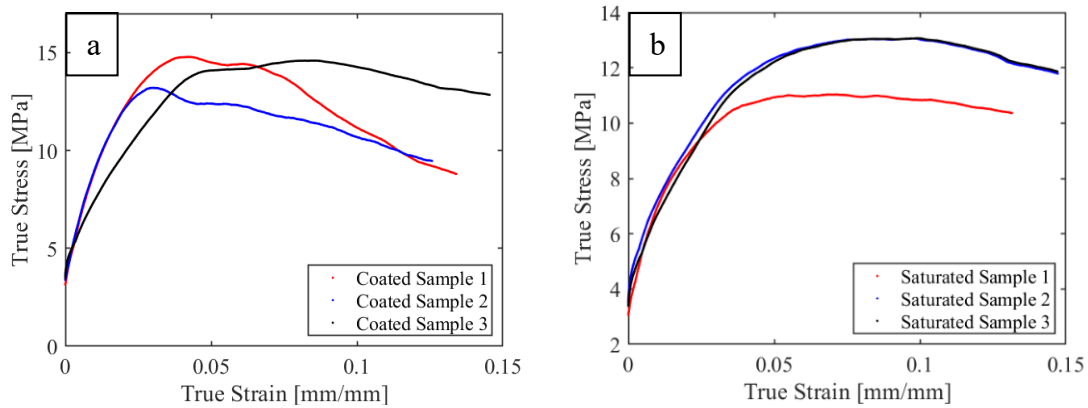 a
True Stress [MPa]
15
10
5
0
Coated Sample 1
Coated Sample 2
Coated Sample 3
0
0.05
0.1
0.15
True Strain [mm/mm]
b
True Stress [MPa]
14
12
10
8
6
4
2
Saturated Sample 1
Saturated Sample 2
Saturated Sample 3
0
0.05
0.1
0.15
True Strain [mm/mm]